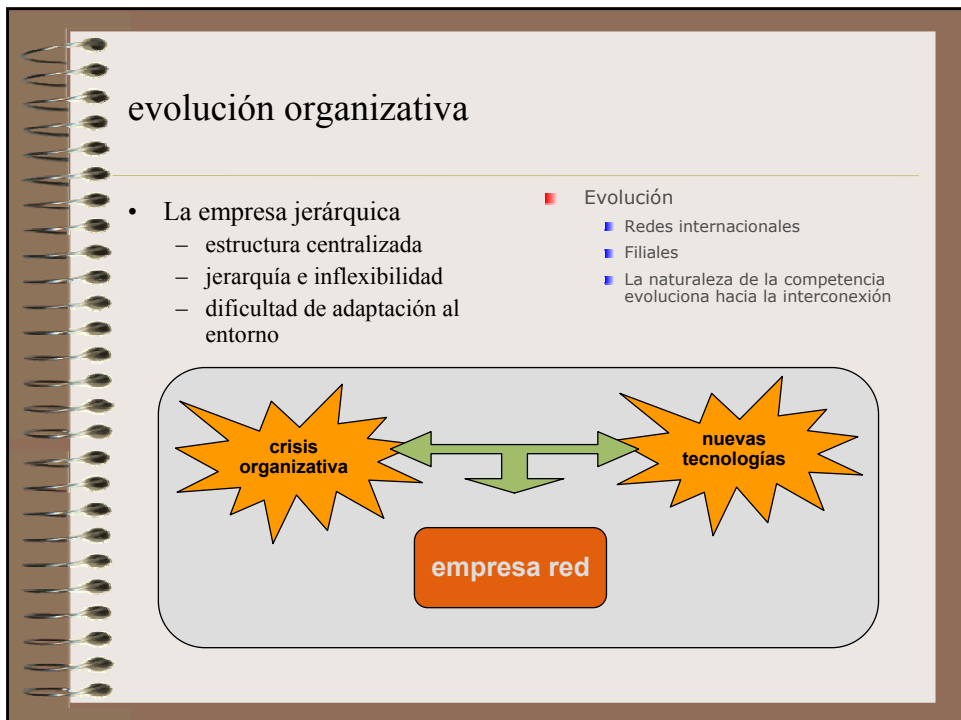 evolución organizativa
• La empresa jerárquica
– estructura centralizada
– jerarquía e inflexibilidad
– dificultad de adaptación al
entorno
Evolución
Redes internacionales
Filiales
La naturaleza de la competencia
evoluciona hacia la interconexión
crisis
organizativa
nuevas
tecnologías
empresa red